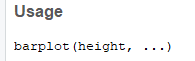 Usage
barplot(height, ...)